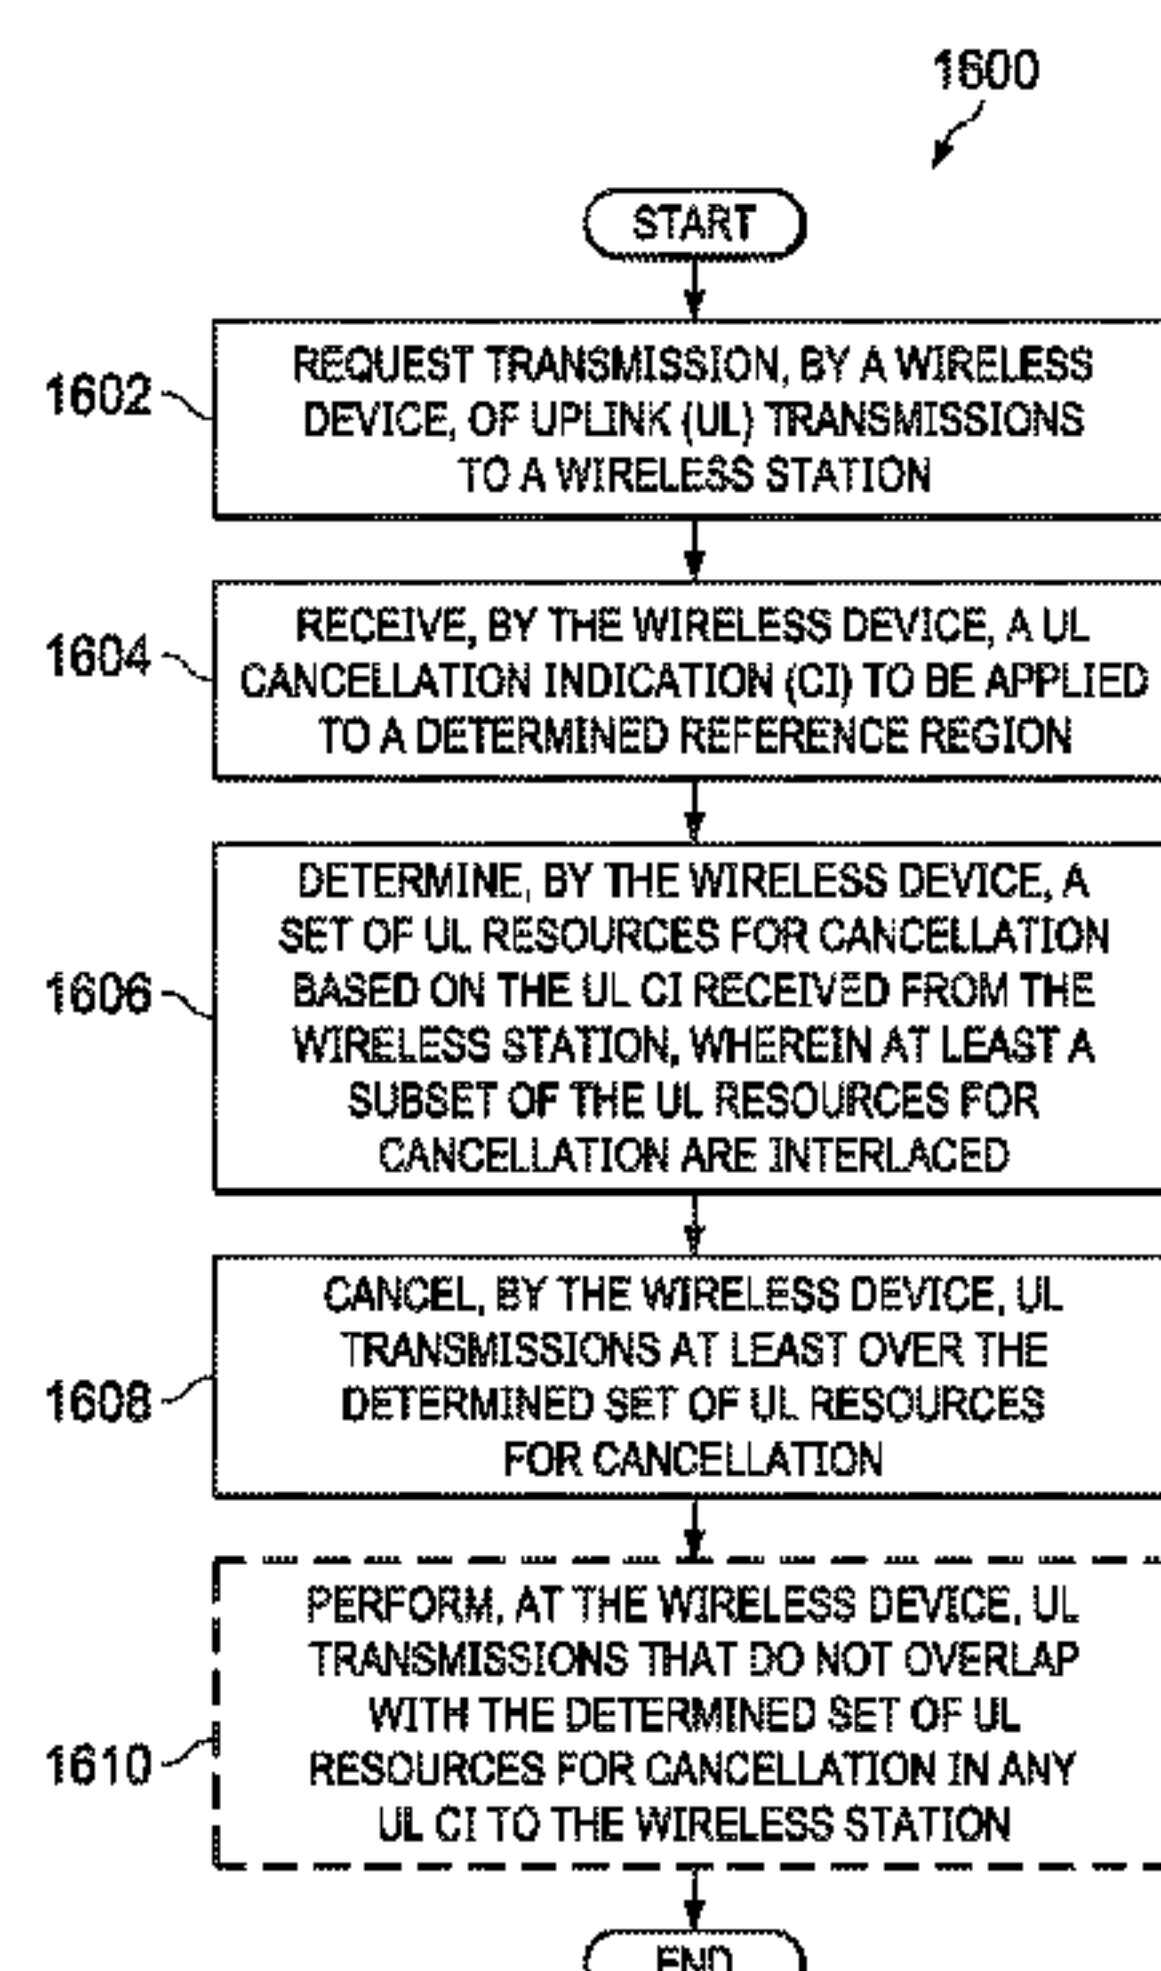 1600
START
1602
REQUEST TRANSMISSION, BY A WIRELESS
DEVICE, OF UPLINK (UL) TRANSMISSIONS
TO A WIRELESS STATION
1604
RECEIVE, BY THE WIRELESS DEVICE, A UL
CANCELLATION INDICATION (CI) TO BE APPLIED
TO A DETERMINED REFERENCE REGION
1606
DETERMINE, BY THE WIRELESS DEVICE, A
SET OF UL RESOURCES FOR CANCELLATION
BASED ON THE UL CI RECEIVED FROM THE
WIRELESS STATION, WHEREIN AT LEAST A
SUBSET OF THE UL RESOURCES FOR
CANCELLATION ARE INTERLACED
1608
CANCEL, BY THE WIRELESS DEVICE, UL
TRANSMISSIONS AT LEAST OVER THE
DETERMINED SET OF UL RESOURCES
FOR CANCELLATION
1610
PERFORM, AT THE WIRELESS DEVICE, UL
TRANSMISSIONS THAT DO NOT OVERLAP
WITH THE DETERMINED SET OF UL
RESOURCES FOR CANCELLATION IN ANY
UL CI TO THE WIRELESS STATION
END